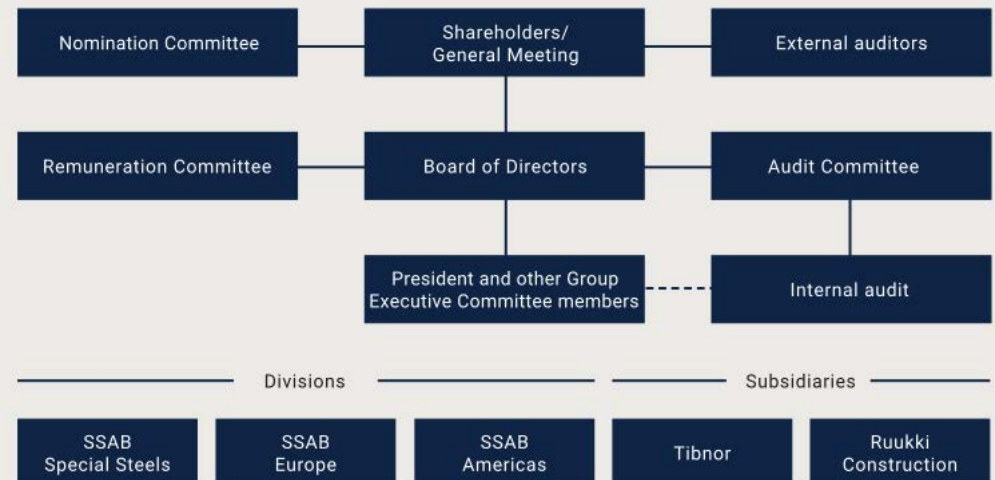 Nomination Committee
Shareholders/
General Meeting
External auditors
Remuneration Committee
Board of Directors
Audit Committee
President and other Group
Executive Committee members
Internal audit
Divisions
Subsidiaries
SSAB
Special Steels
SSAB
Europe
SSAB
Americas
Tibnor
Ruukki
Construction